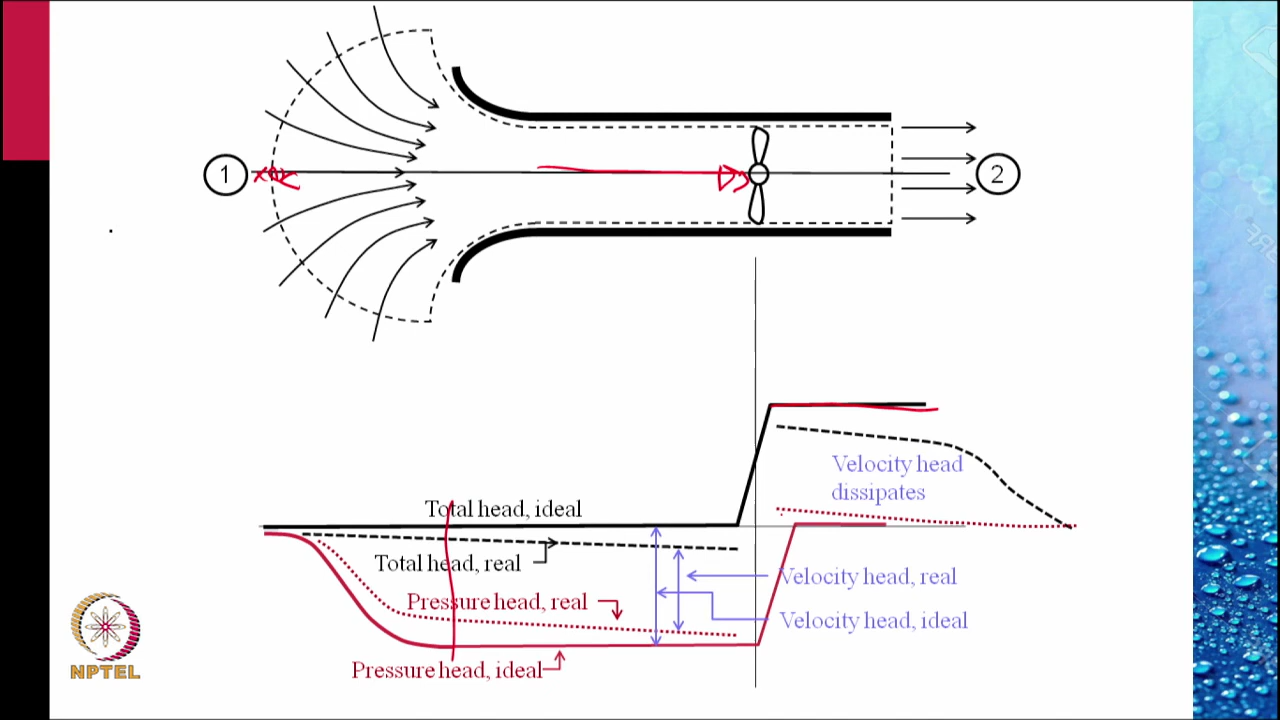 1
2
Velocity head
dissipates
Total head, ideal
Total head, real
Velocity head, real
Pressure head, real
Velocity head, ideal
Pressure head, ideal
NPTEL